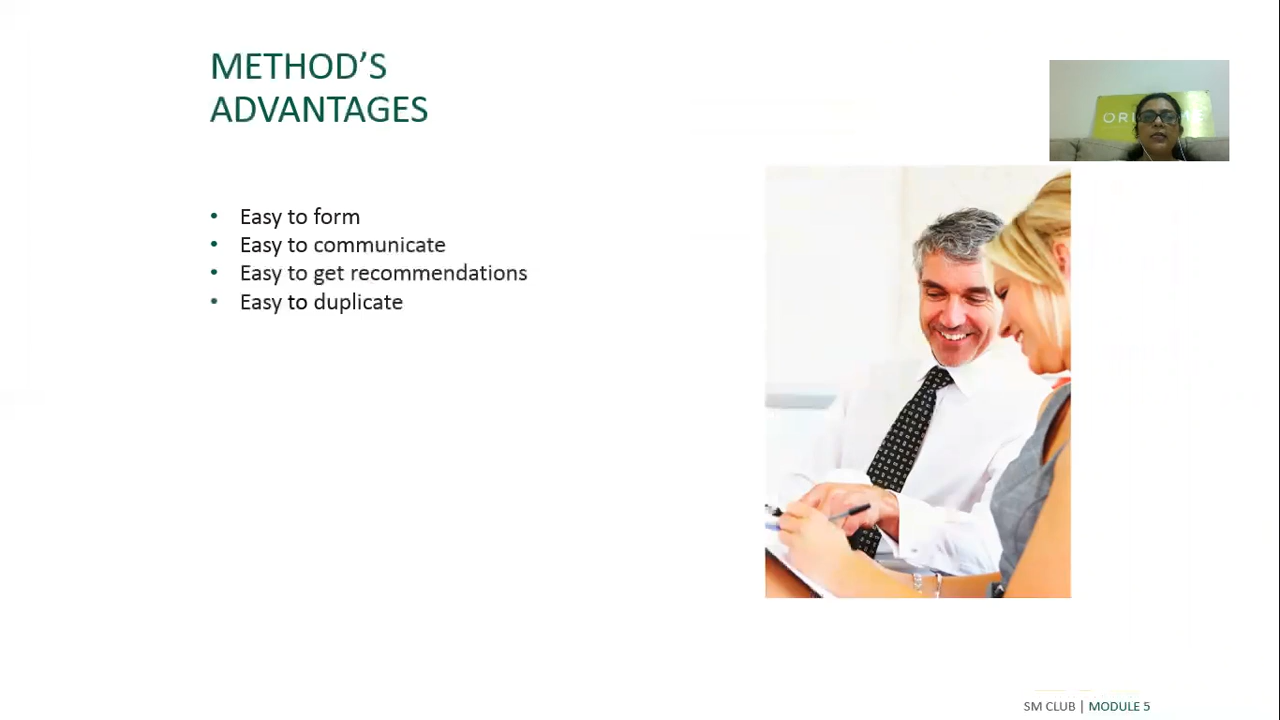 METHOD’S
ADVANTAGES
• Easy to form
• Easy to communicate
• Easy to get recommendations
• Easy to duplicate
SM CLUB | MODULE 5